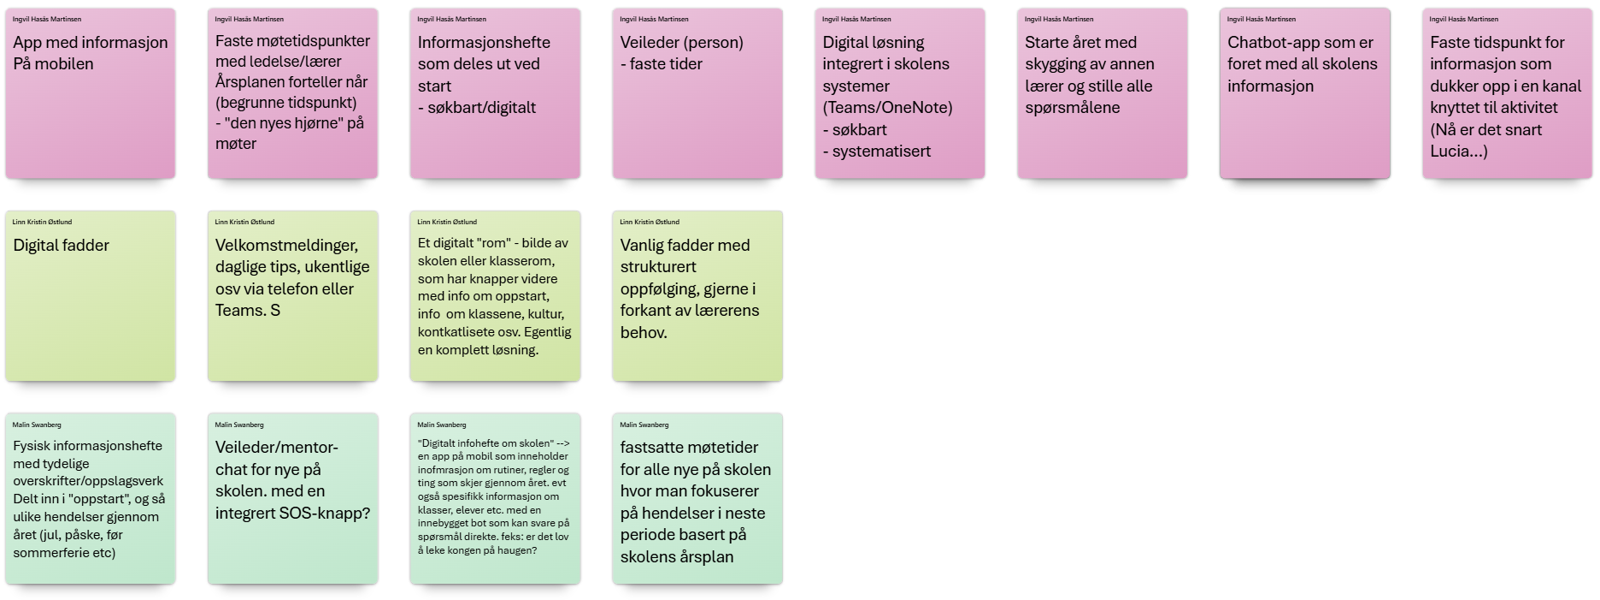 Ingvil Hasås Martinsen
App med informasjon
På mobilen
Ingvil Hasås Martinsen
Faste møtetidspunkter
med ledelse/lærer
Årsplanen forteller når
(begrunne tidspunkt)
- "den nyes hjørne" på
møter
Ingvil Hasås Martinsen
Informasjonshefte
som deles ut ved
start
- søkbart/digitalt
Ingvil Hasås Martinsen
Veileder (person)
- faste tider
Ingvil Hasås Martinsen
Digital løsning
integrert i skolens
systemer
(Teams/OneNote)
- søkbart
- systematisert
Ingvil Hasås Martinsen
Starte året med
skygging av annen
lærer og stille alle
spørsmålene
Ingvil Hasås Martinsen
Chatbot-app som er
foret med all skolens
informasjon
Ingvil Hasås Martinsen
Faste tidspunkt for
informasjon som
dukker opp i en kanal
knyttet til aktivitet
(Nå er det snart
Lucia...)
Linn Kristin Østlund
Digital fadder
Linn Kristin Østlund
Velkomstmeldinger,
daglige tips, ukentlige
osv via telefon eller
Teams. S
Linn Kristin Østlund
Et digitalt "rom" - bilde av
skolen eller klasserom,
som har knapper videre
med info om oppstart,
info  om klassene, kultur,
kontkatlisete osv. Egentlig
en komplett løsning.
Linn Kristin Østlund
Vanlig fadder med
strukturert
oppfølging, gjerne i
forkant av lærerens
behov.
Malin Swanberg
Fysisk informasjonshefte
med tydelige
overskrifter/oppslagsverk
Delt inn i "oppstart", og så
ulike hendelser gjennom
året (jul, påske, før
sommerferie etc)
Malin Swanberg
Veileder/mentor-
chat for nye på
skolen. med en
integrert SOS-knapp?
Malin Swanberg
"Digitalt infohefte om skolen" -->
en app på mobil som inneholder
inofmrasjon om rutiner, regler og
ting som skjer gjennom året. evt
også spesifikk informasjon om
klasser, elever etc. med en
innebygget bot som kan svare på
spørsmål direkte. feks: er det lov
å leke kongen på haugen?
Malin Swanberg
fastsatte møtetider
for alle nye på skolen
hvor man fokuserer
på hendelser i neste
periode basert på
skolens årsplan